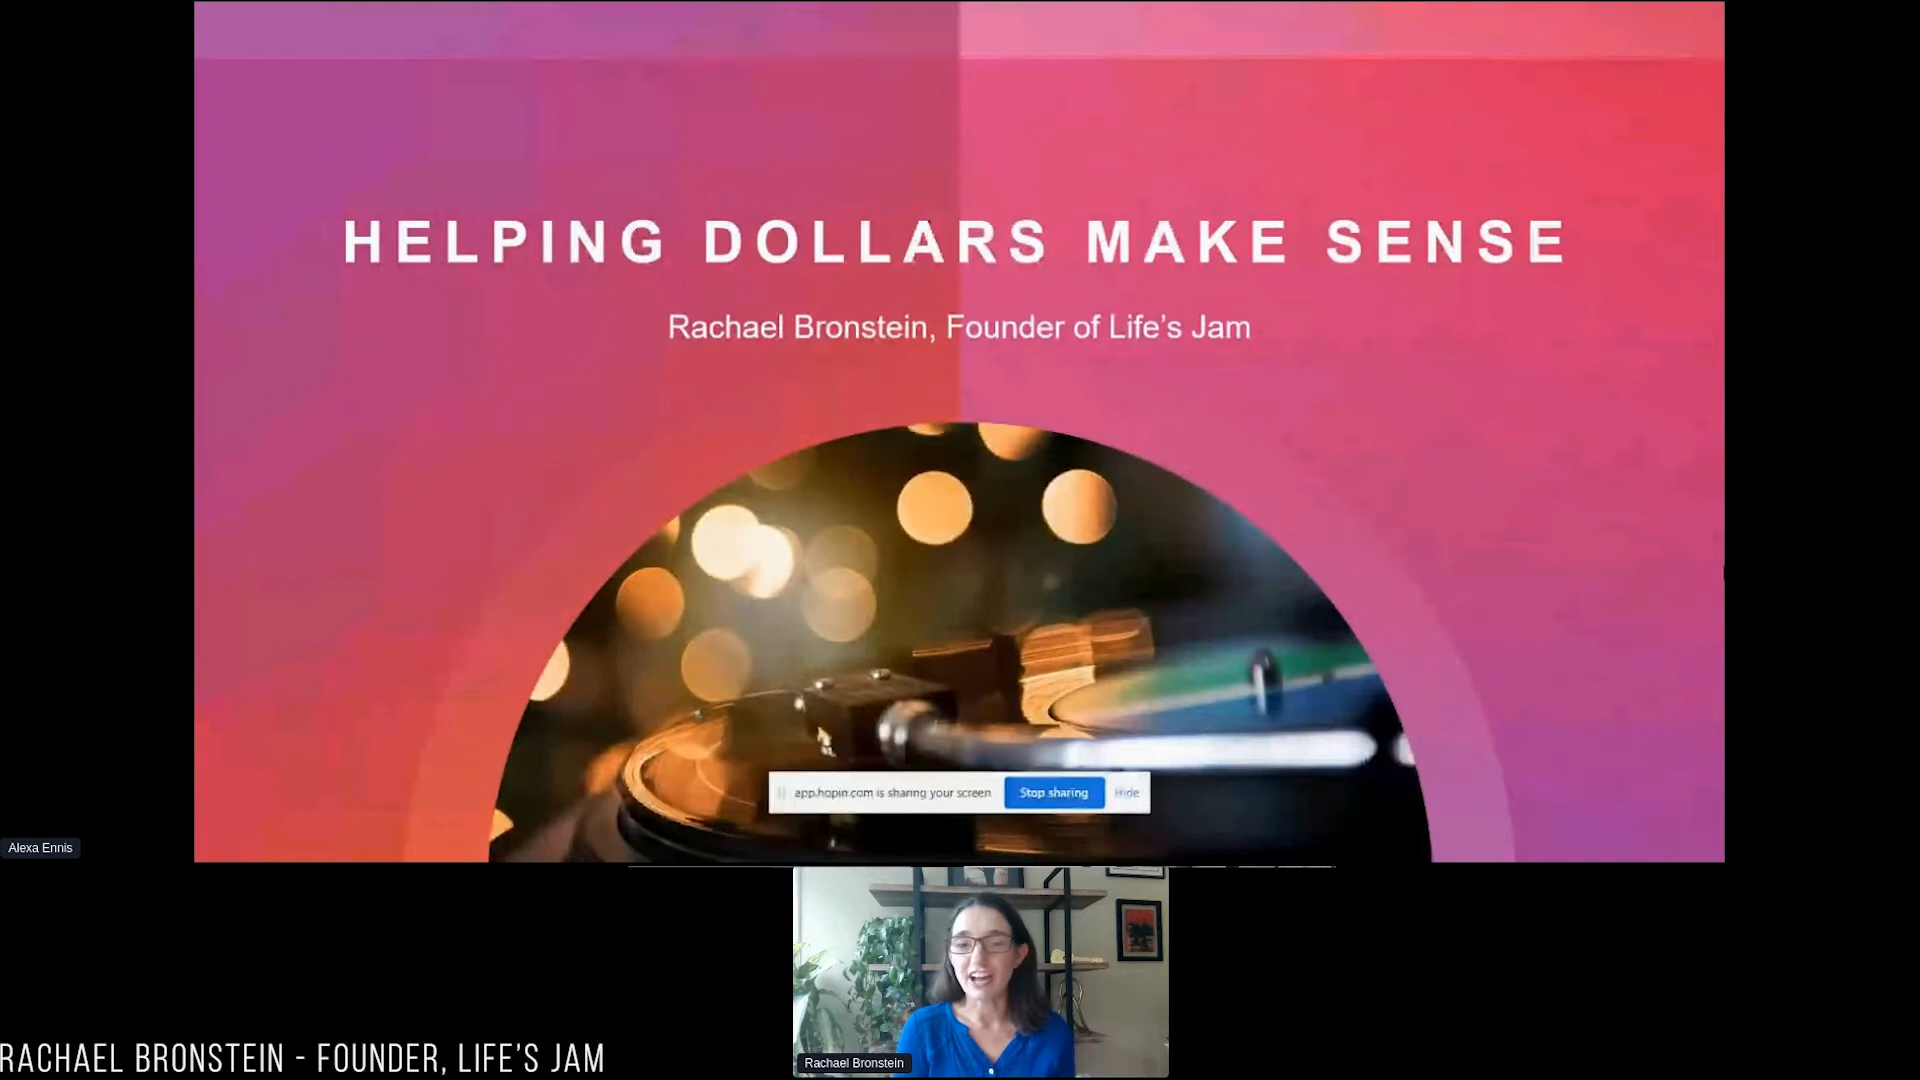 HELPING DOLLARS MAKE SENSE
Rachael Bronstein, Founder of Life’s Jam
app.hopin.com is sharing your screen
Stop sharing
Hide
Alexa Ennis
Rachael Bronstein
RACHAEL BRONSTEIN - FOUNDER, LIFE’S JAM